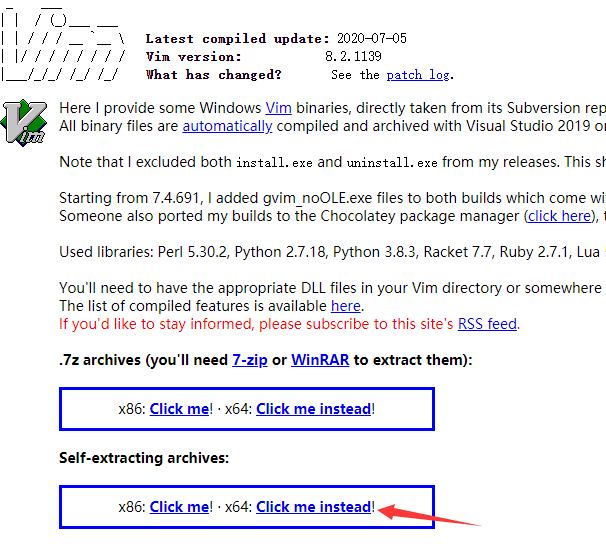 Latest compiled update: 2020-07-05
Vim version: 8.2.1139
What has changed? See the patch log.
Vim
Here I provide some Windows Vim binaries, directly taken from its Subversion rep
All binary files are automatically compiled and archived with Visual Studio 2019 o
Note that I excluded both install.exe and uninstall.exe from my releases. This sh
Starting from 7.4.691, I added gvim_noOLE.exe files to both builds which come wi
Someone also ported my builds to the Chocolatey package manager (click here), t
Used libraries: Perl 5.30.2, Python 2.7.18, Python 3.8.3, Racket 7.7, Ruby 2.7.1, Lua
You'll need to have the appropriate DLL files in your Vim directory or somewhere
The list of compiled features is available here.
If you'd like to stay informed, please subscribe to this site's RSS feed.
.7z archives (you'll need 7-zip or WinRAR to extract them):
x86: Click me! · x64: Click me instead!
Self-extracting archives:
x86: Click me! · x64: Click me instead!